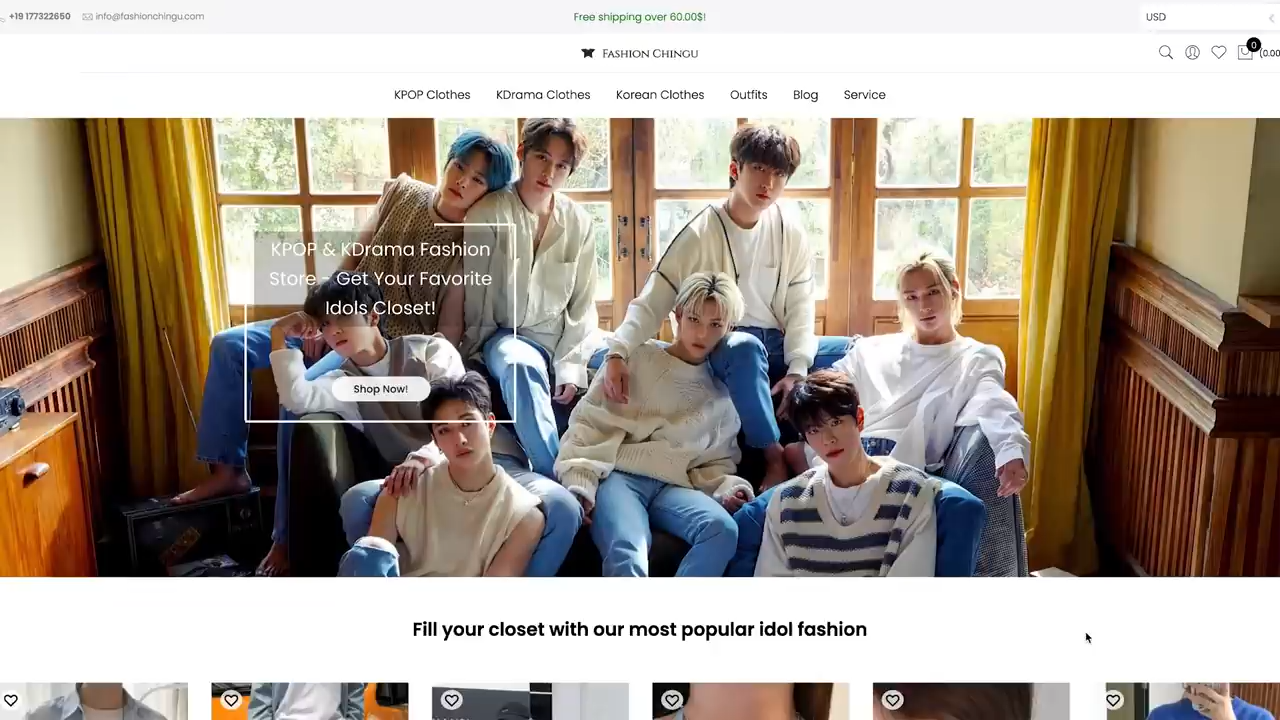 +19 177322650 info@fashionchingu.com Free shipping over 60.00$! USD
FASHION CHINGU 0 (0.00
KPOP Clothes KDrama Clothes Korean Clothes Outfits Blog Service
KPOP & KDrama Fashion
Store - Get Your Favorite
Idols Closet!
Shop Now!
Fill your closet with our most popular idol fashion